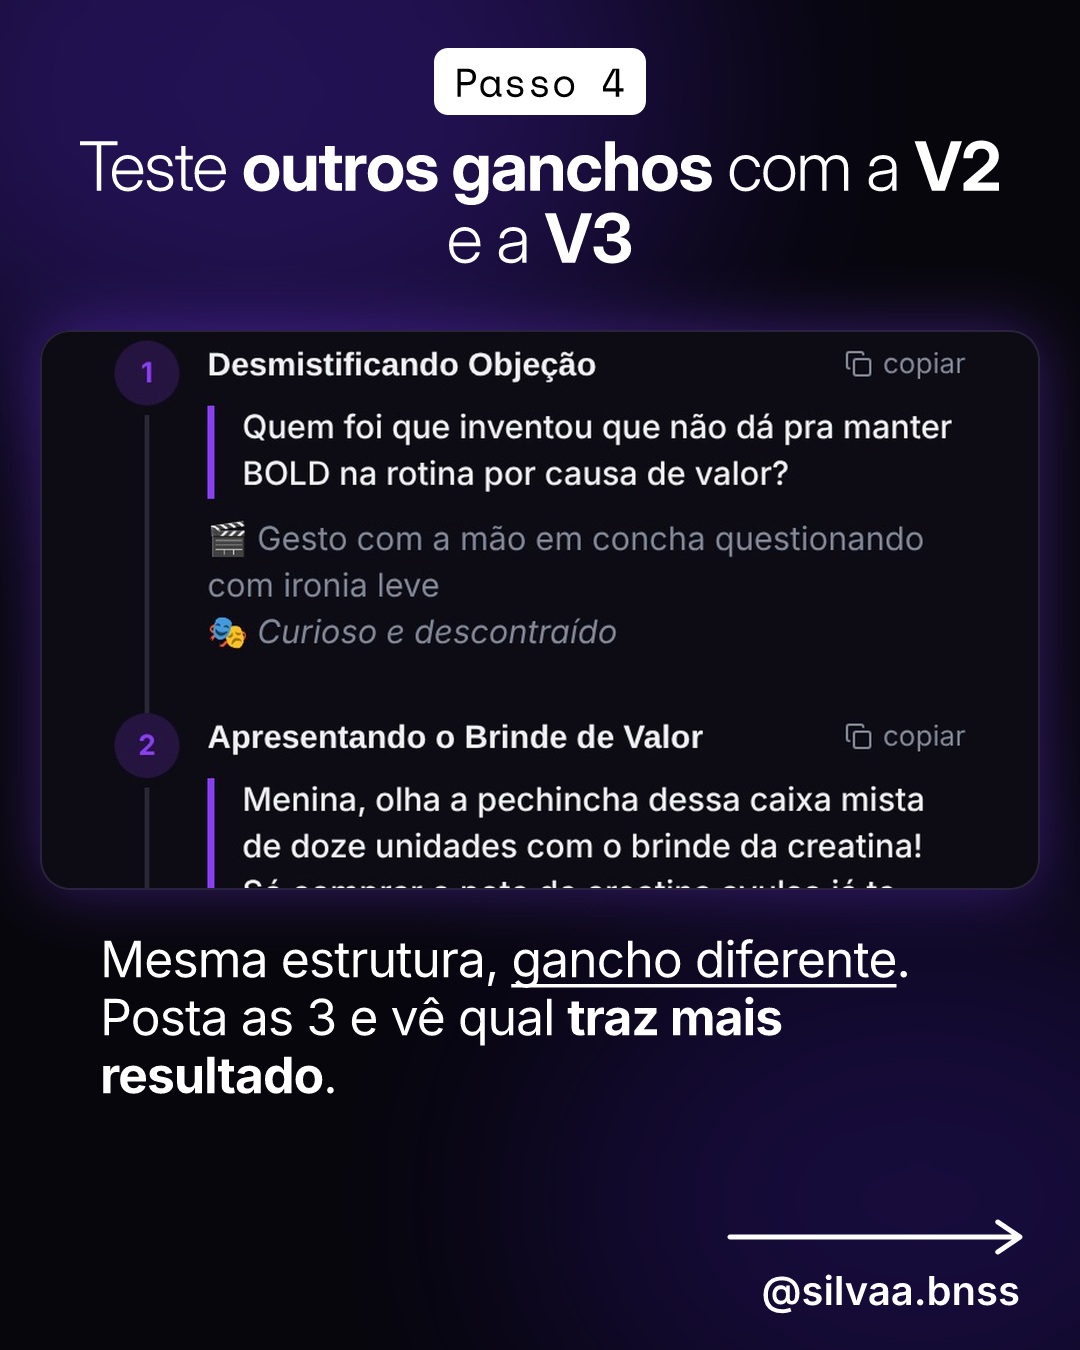 Passo 4
Teste outros ganchos com a V2
e a V3
1
Desmistificando Objeção
copiar
Quem foi que inventou que não dá pra manter
BOLD na rotina por causa de valor?
🎬 Gesto com a mão em concha questionando
com ironia leve
🎭 Curioso e descontraído
2
Apresentando o Brinde de Valor
copiar
Menina, olha a pechincha dessa caixa mista
de doze unidades com o brinde da creatina!
Mesma estrutura, gancho diferente.
Posta as 3 e vê qual traz mais
resultado.
@silvaa.bnss